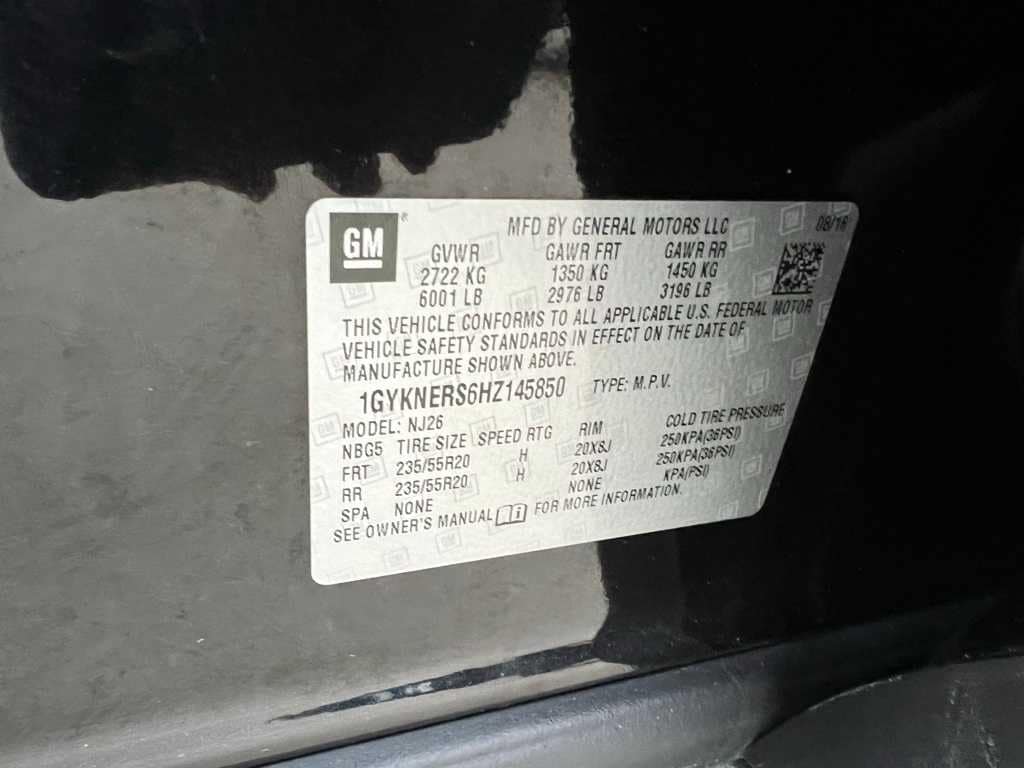 GM® MFD BY GENERAL MOTORS LLC 08/16
GVWR GAWR FRT GAWR RR
2722 KG 1350 KG 1450 KG
6001 LB 2976 LB 3196 LB
THIS VEHICLE CONFORMS TO ALL APPLICABLE U.S. FEDERAL MOTOR
VEHICLE SAFETY STANDARDS IN EFFECT ON THE DATE OF
MANUFACTURE SHOWN ABOVE.
1GYKNERS6HZ145850 TYPE: M.P.V.
MODEL: NJ26
NBG5 TIRE SIZE SPEED RTG RIM COLD TIRE PRESSURE
FRT 235/55R20 H 20X8J 250KPA(36PSI)
RR 235/55R20 H 20X8J 250KPA(36PSI)
SPA NONE NONE KPA(PSI)
SEE OWNER'S MANUAL FOR MORE INFORMATION.